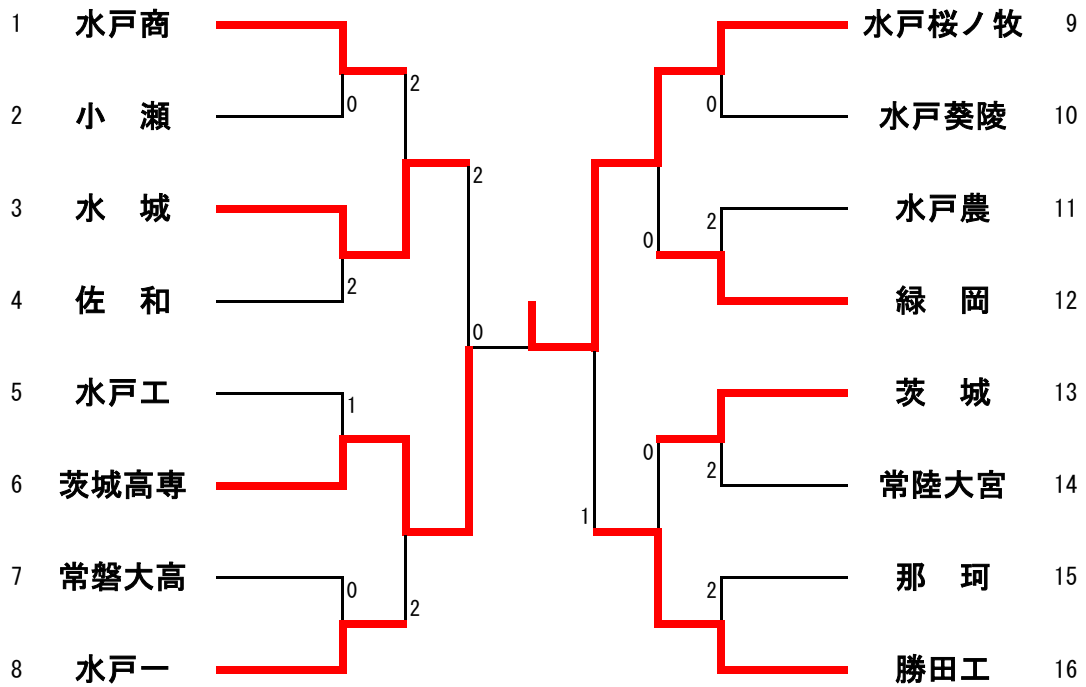 1 水戸商
0
2
2 小　瀬
3 水　城
2
4 佐　和
2
0
5 水戸工
1
6 茨城高専
7 常磐大高
0
2
8 水戸一
水戸桜ノ牧 9
0
水戸葵陵 10
水戸農 11
2
0
緑　岡 12
茨　城 13
0
2
常陸大宮 14
1
那　珂 15
2
勝田工 16